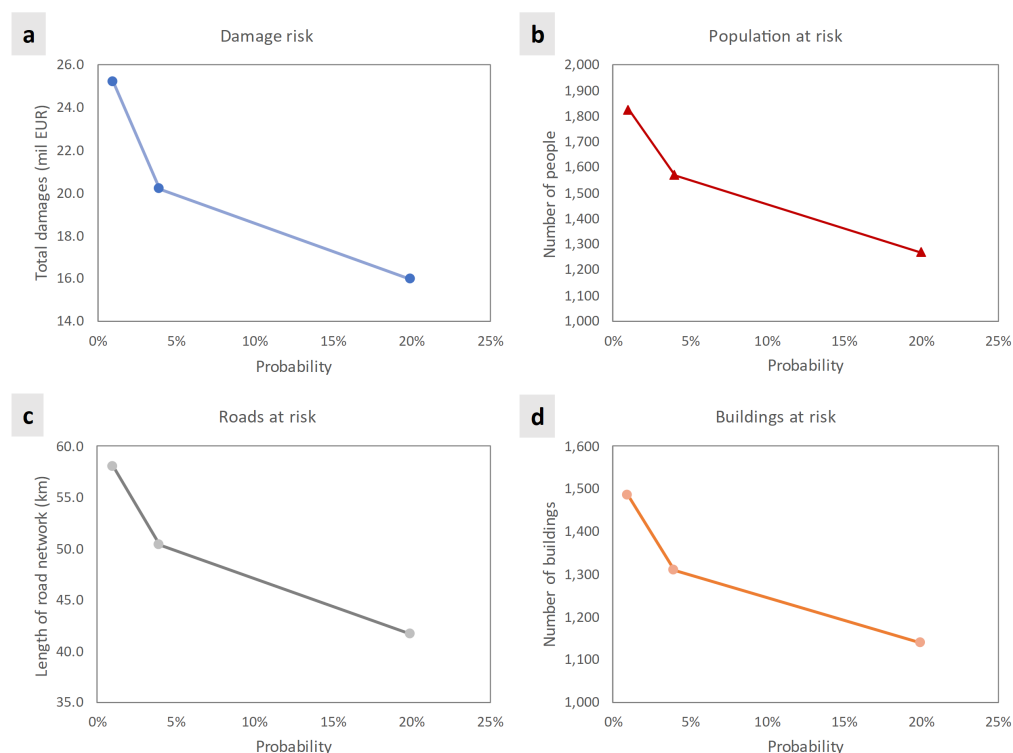 a
Damage risk
Total damages (mil EUR)
26.0
24.0
22.0
20.0
18.0
16.0
14.0
0% 5% 10% 15% 20% 25%
Probability
b
Population at risk
Number of people
2,000
1,900
1,800
1,700
1,600
1,500
1,400
1,300
1,200
1,100
1,000
0% 5% 10% 15% 20% 25%
Probability
c
Roads at risk
Length of road network (km)
60.0
55.0
50.0
45.0
40.0
35.0
0% 5% 10% 15% 20% 25%
Probability
d
Buildings at risk
Number of buildings
1,600
1,500
1,400
1,300
1,200
1,100
1,000
0% 5% 10% 15% 20% 25%
Probability